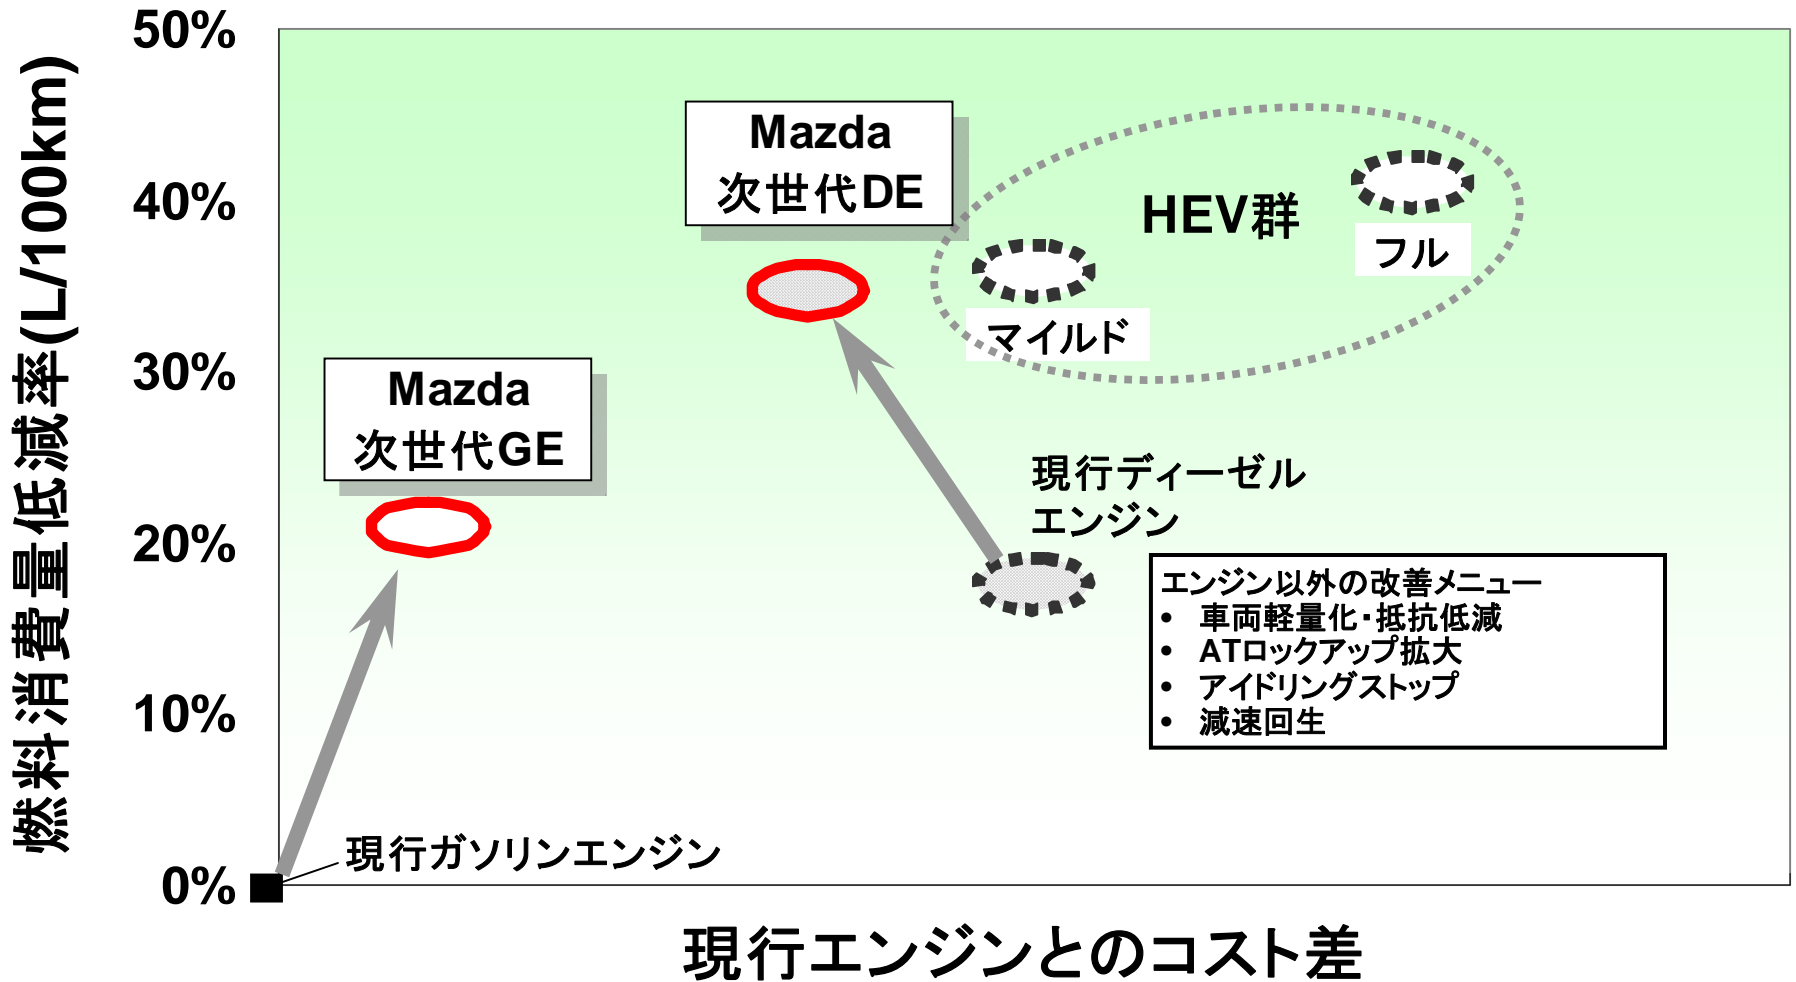 燃料消費量低減率(L/100km)
50%
40%
30%
20%
10%
0%
Mazda
次世代DE
HEV群
フル
マイルド
Mazda
次世代GE
現行ディーゼル
エンジン
エンジン以外の改善メニュー
• 車両軽量化・抵抗低減
• ATロックアップ拡大
• アイドリングストップ
• 減速回生
現行ガソリンエンジン
現行エンジンとのコスト差